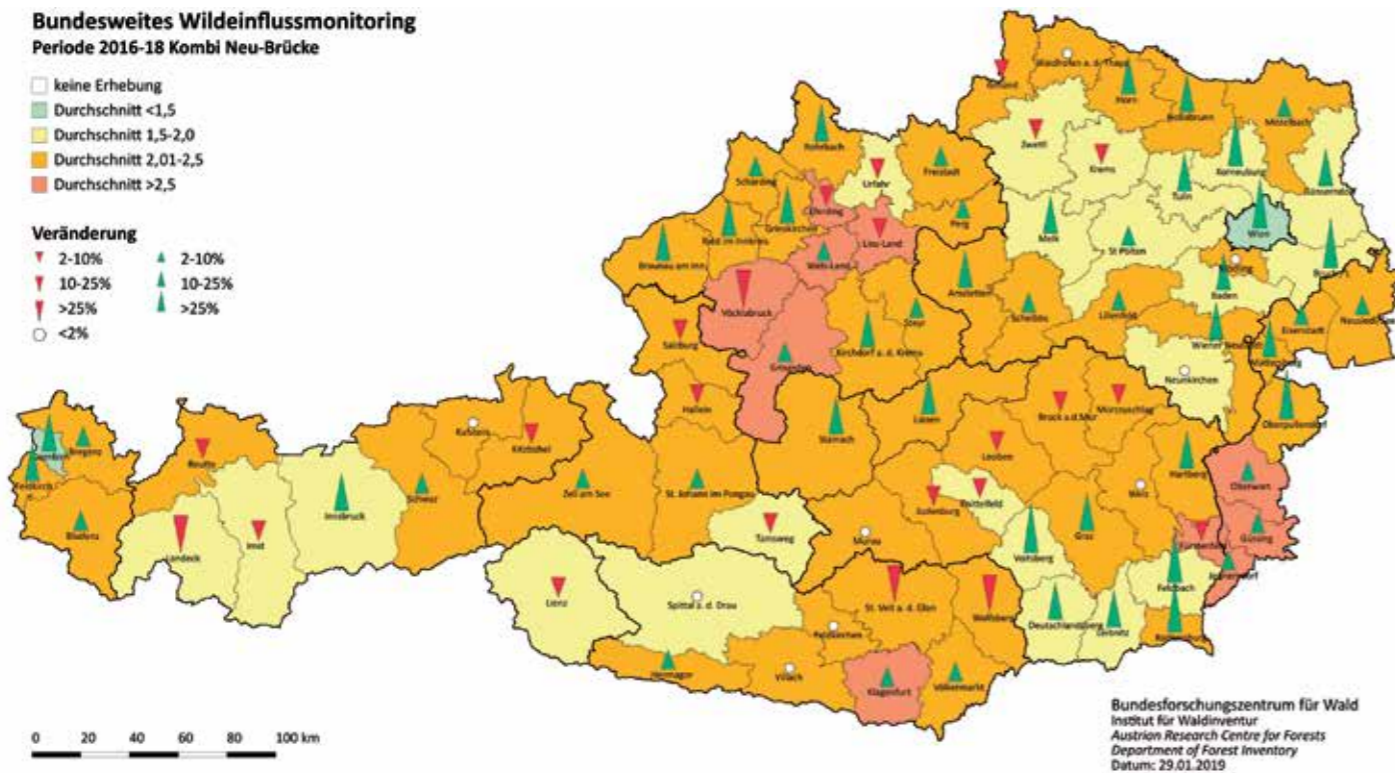 Bundesweites Wildeinflussmonitoring
Periode 2016-18 Kombi Neu-Brücke
keine Erhebung
Durchschnitt <1,5
Durchschnitt 1,5-2,0
Durchschnitt 2,01-2,5
Durchschnitt >2,5
Veränderung
2-10% 2-10%
10-25% 10-25%
>25% >25%
<2%
Waidhofen a. d. Thaya
Gmünd
Horn
Hollabrunn
Mistelbach
Rohrbach
Zwettl
Krems
Korneuburg
Urfahr
Freistadt
Schärding
Tulln
Eferding
Grieskirchen
Perg
Ried im Innkreis
Linz-Land
Melk
St Pölten
Wien
Wels-Land
Braunau am Inn
Mödling
Amstetten
Baden
Vöcklabruck
Steyr
Scheibbs
Lilienfeld
Eisenstadt
Salzburg
Kirchdorf a. d. Krems
Gmunden
Neunkirchen
Hallein
Liezen
Bruck a.d.Mur
Mürzzuschlag
Oberpullendorf
Kufstein
Kitzbühel
Stainach
Bregenz
Reutte
Leoben
Hartberg
Feldkirch
Schwaz
Zell am See
St. Johann im Pongau
Weiz
Oberwart
Innsbruck
Knittelfeld
Judenburg
Bludenz
Imst
Landeck
Tamsweg
Murau
Voitsberg
Graz
Fürstenfeld
Güssing
Feldbach
Lienz
Spittal a. d. Drau
St. Veit a. d. Glan
Wolfsberg
Deutschlandsberg
Leibnitz
Feldkirchen
Hermagor
Villach
Klagenfurt
Völkermarkt
0 20 40 60 80 100 km
Bundesforschungszentrum für Wald
Institut für Waldinventur
Austrian Research Centre for Forests
Department of Forest Inventory
Datum: 29.01.2019